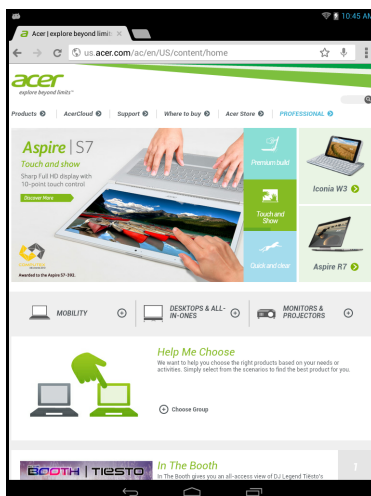 10:45 AM
Acer | explore beyond limits
us.acer.com/ac/en/US/content/home
acer
explore beyond limits™
Products
AcerCloud
Support
Where to buy
Acer Store
PROFESSIONAL
Aspire | S7
Touch and show
Sharp Full HD display with
10-point touch control
Discover More
Awarded to the Aspire S7-392.
Premium build
Touch and
Show
Quick and clear
Iconia W3
Aspire R7
MOBILITY
DESKTOPS & ALL-
IN-ONES
MONITORS &
PROJECTORS
Help Me Choose
We want to help you choose the right products based on your needs or
activities. Simply select from the scenarios to find the best product for you.
Choose Group
BOOTH | TIESTO
In The Booth
In The Booth gives you an all-access view of DJ Legend Tiësto's